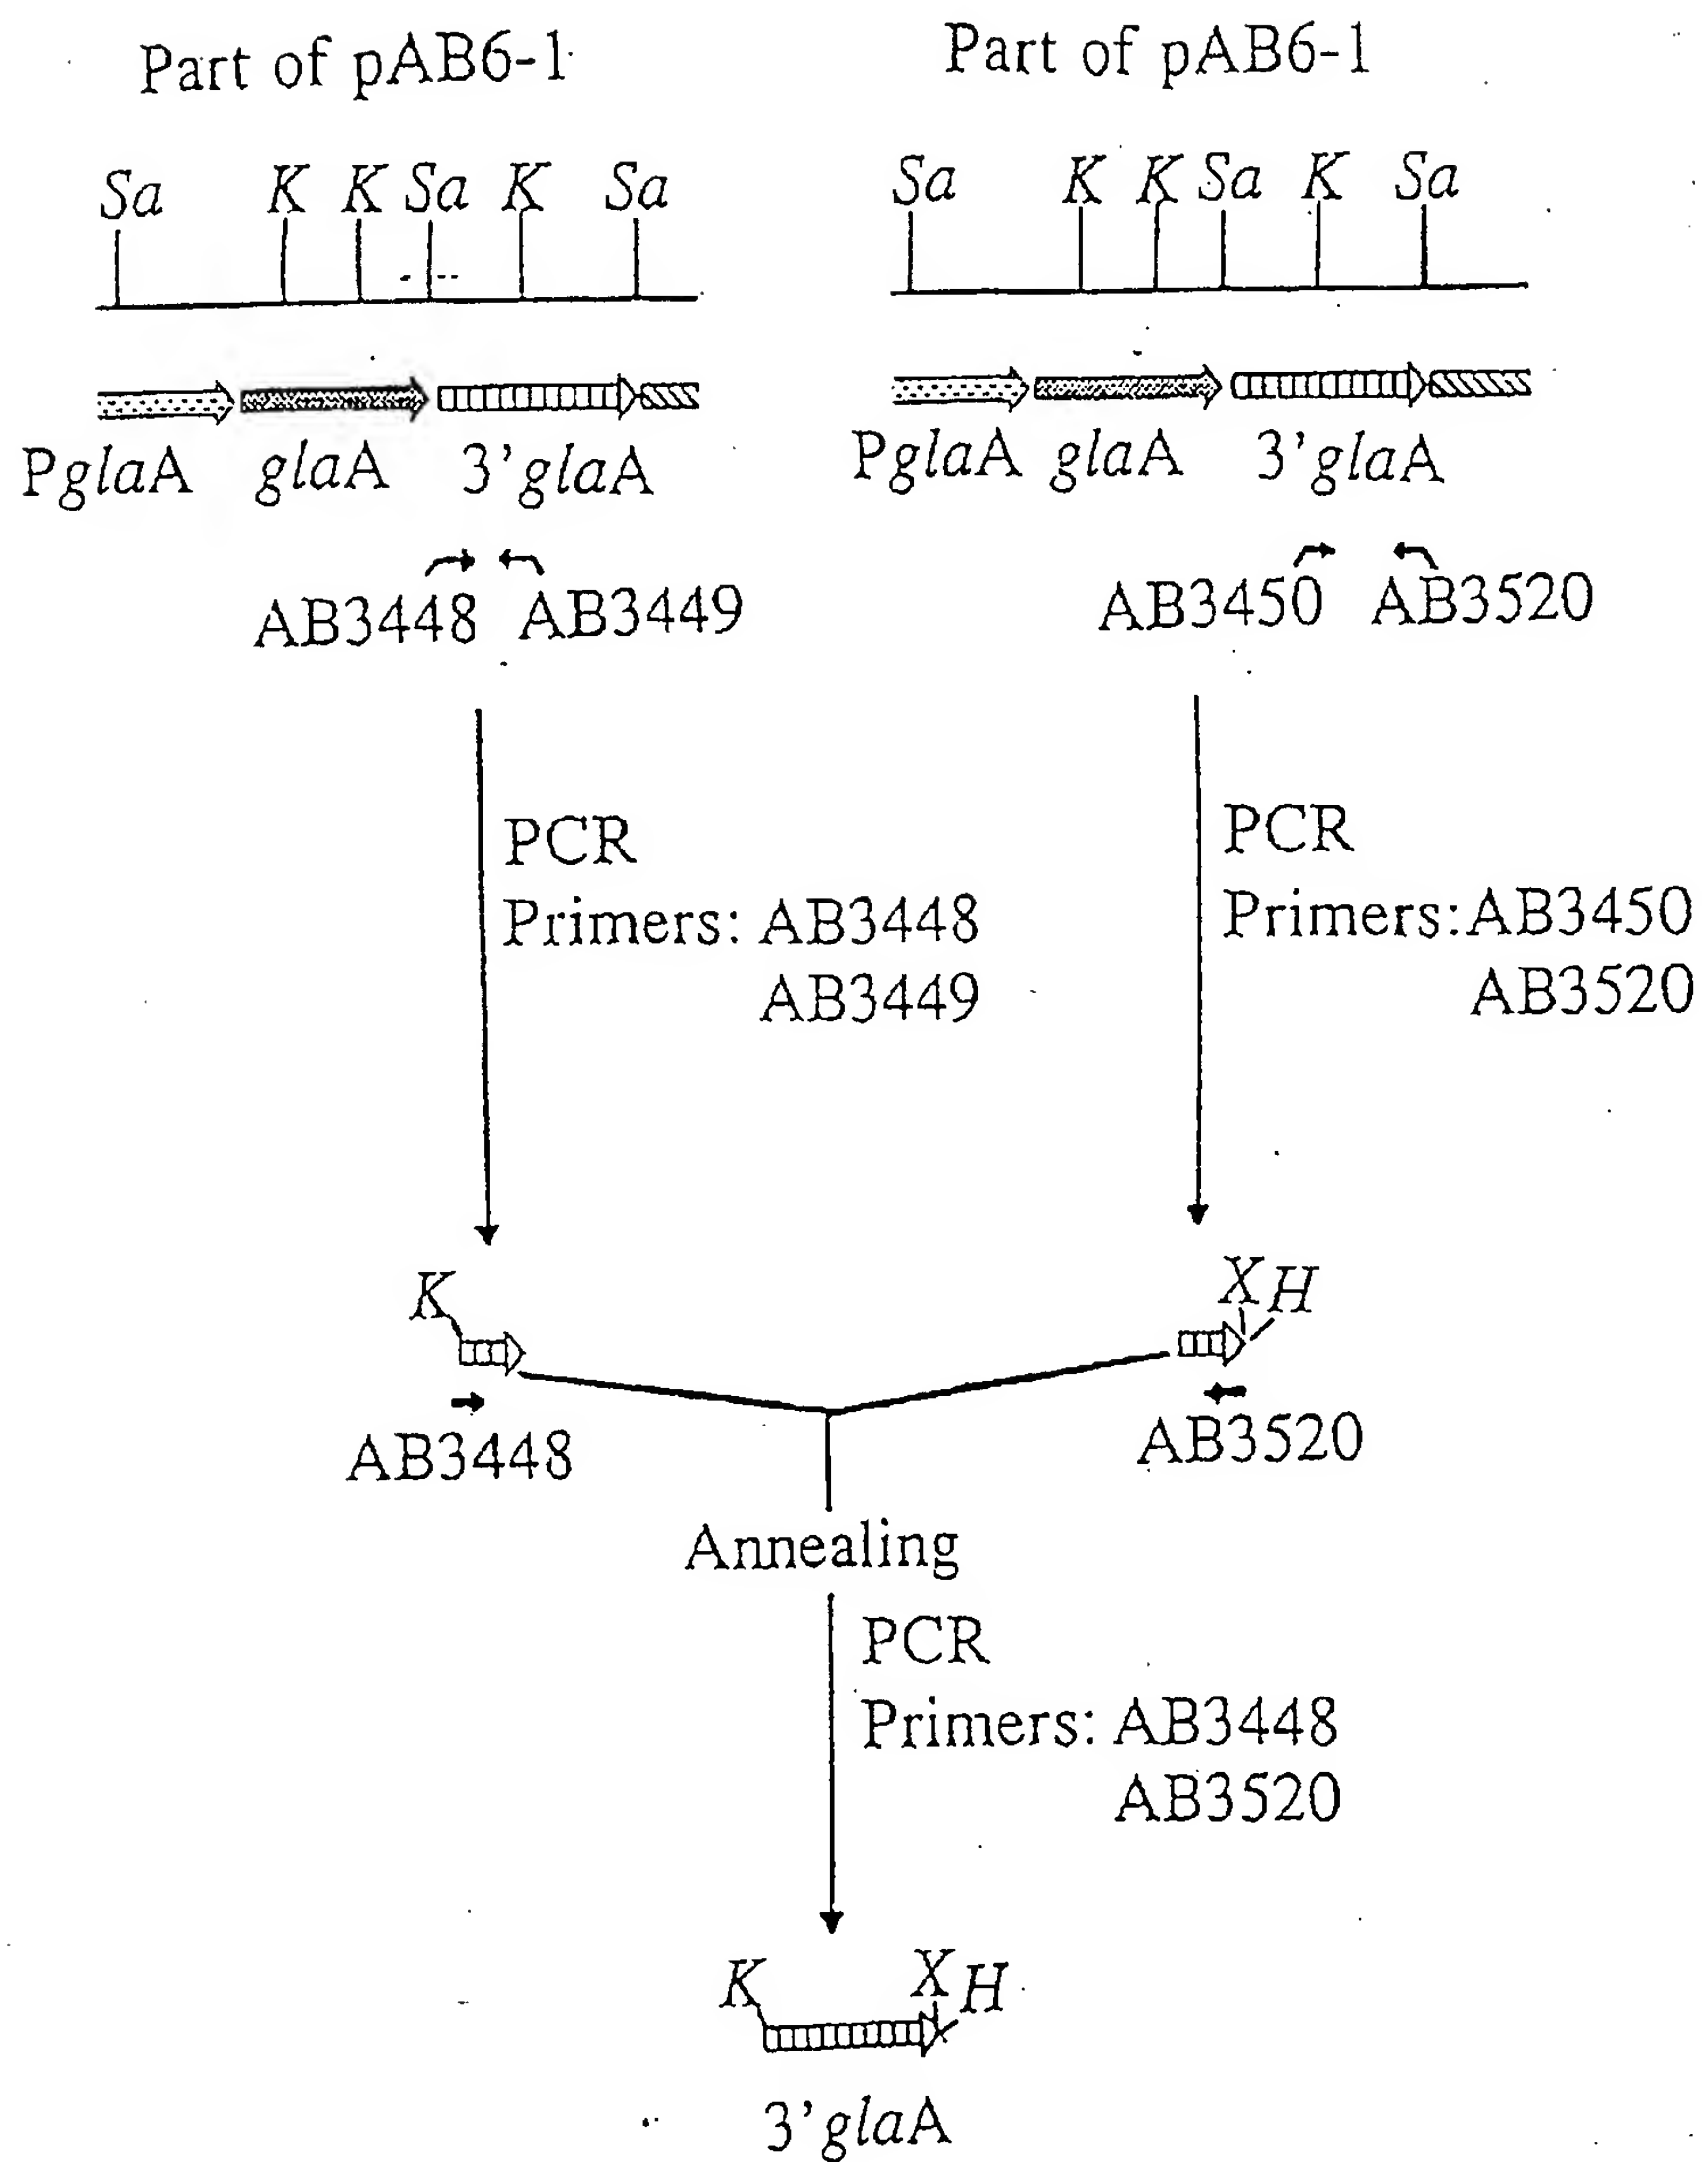 Part of pAB6-1
Part of pAB6-1
Sa K K Sa K Sa
Sa K K Sa K Sa
PglaA glaA 3'glaA
PglaA glaA 3'glaA
AB3448 AB3449
AB3450 AB3520
PCR
Primers: AB3448
AB3449
PCR
Primers: AB3450
AB3520
K
X H
AB3448
AB3520
Annealing
PCR
Primers: AB3448
AB3520
K X H
3'glaA